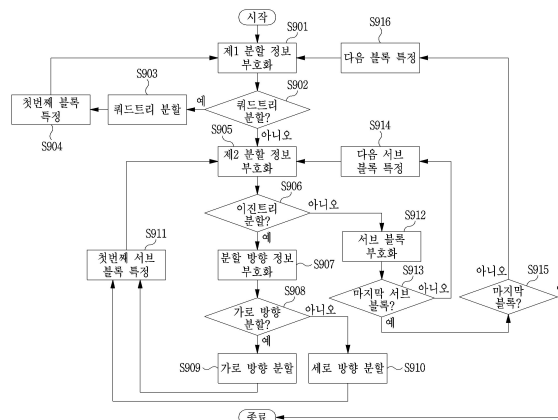 시작
S901
제1 분할 정보
부호화
S916
다음 블록 특정
S902
쿼드트리
분할?
예
아니오
S903
쿼드트리 분할
첫번째 블록
특정
S904
S905
제2 분할 정보
부호화
S914
다음 서브
블록 특정
S906
이진트리
분할?
아니오
예
S911
첫번째 서브
블록 특정
분할 방향 정보
부호화
S907
S912
서브 블록
부호화
S913
마지막 서브
블록?
아니오
예
S915
마지막
블록?
아니오
S908
가로 방향
분할?
아니오
예
S909
가로 방향 분할
세로 방향 분할
S910
종료